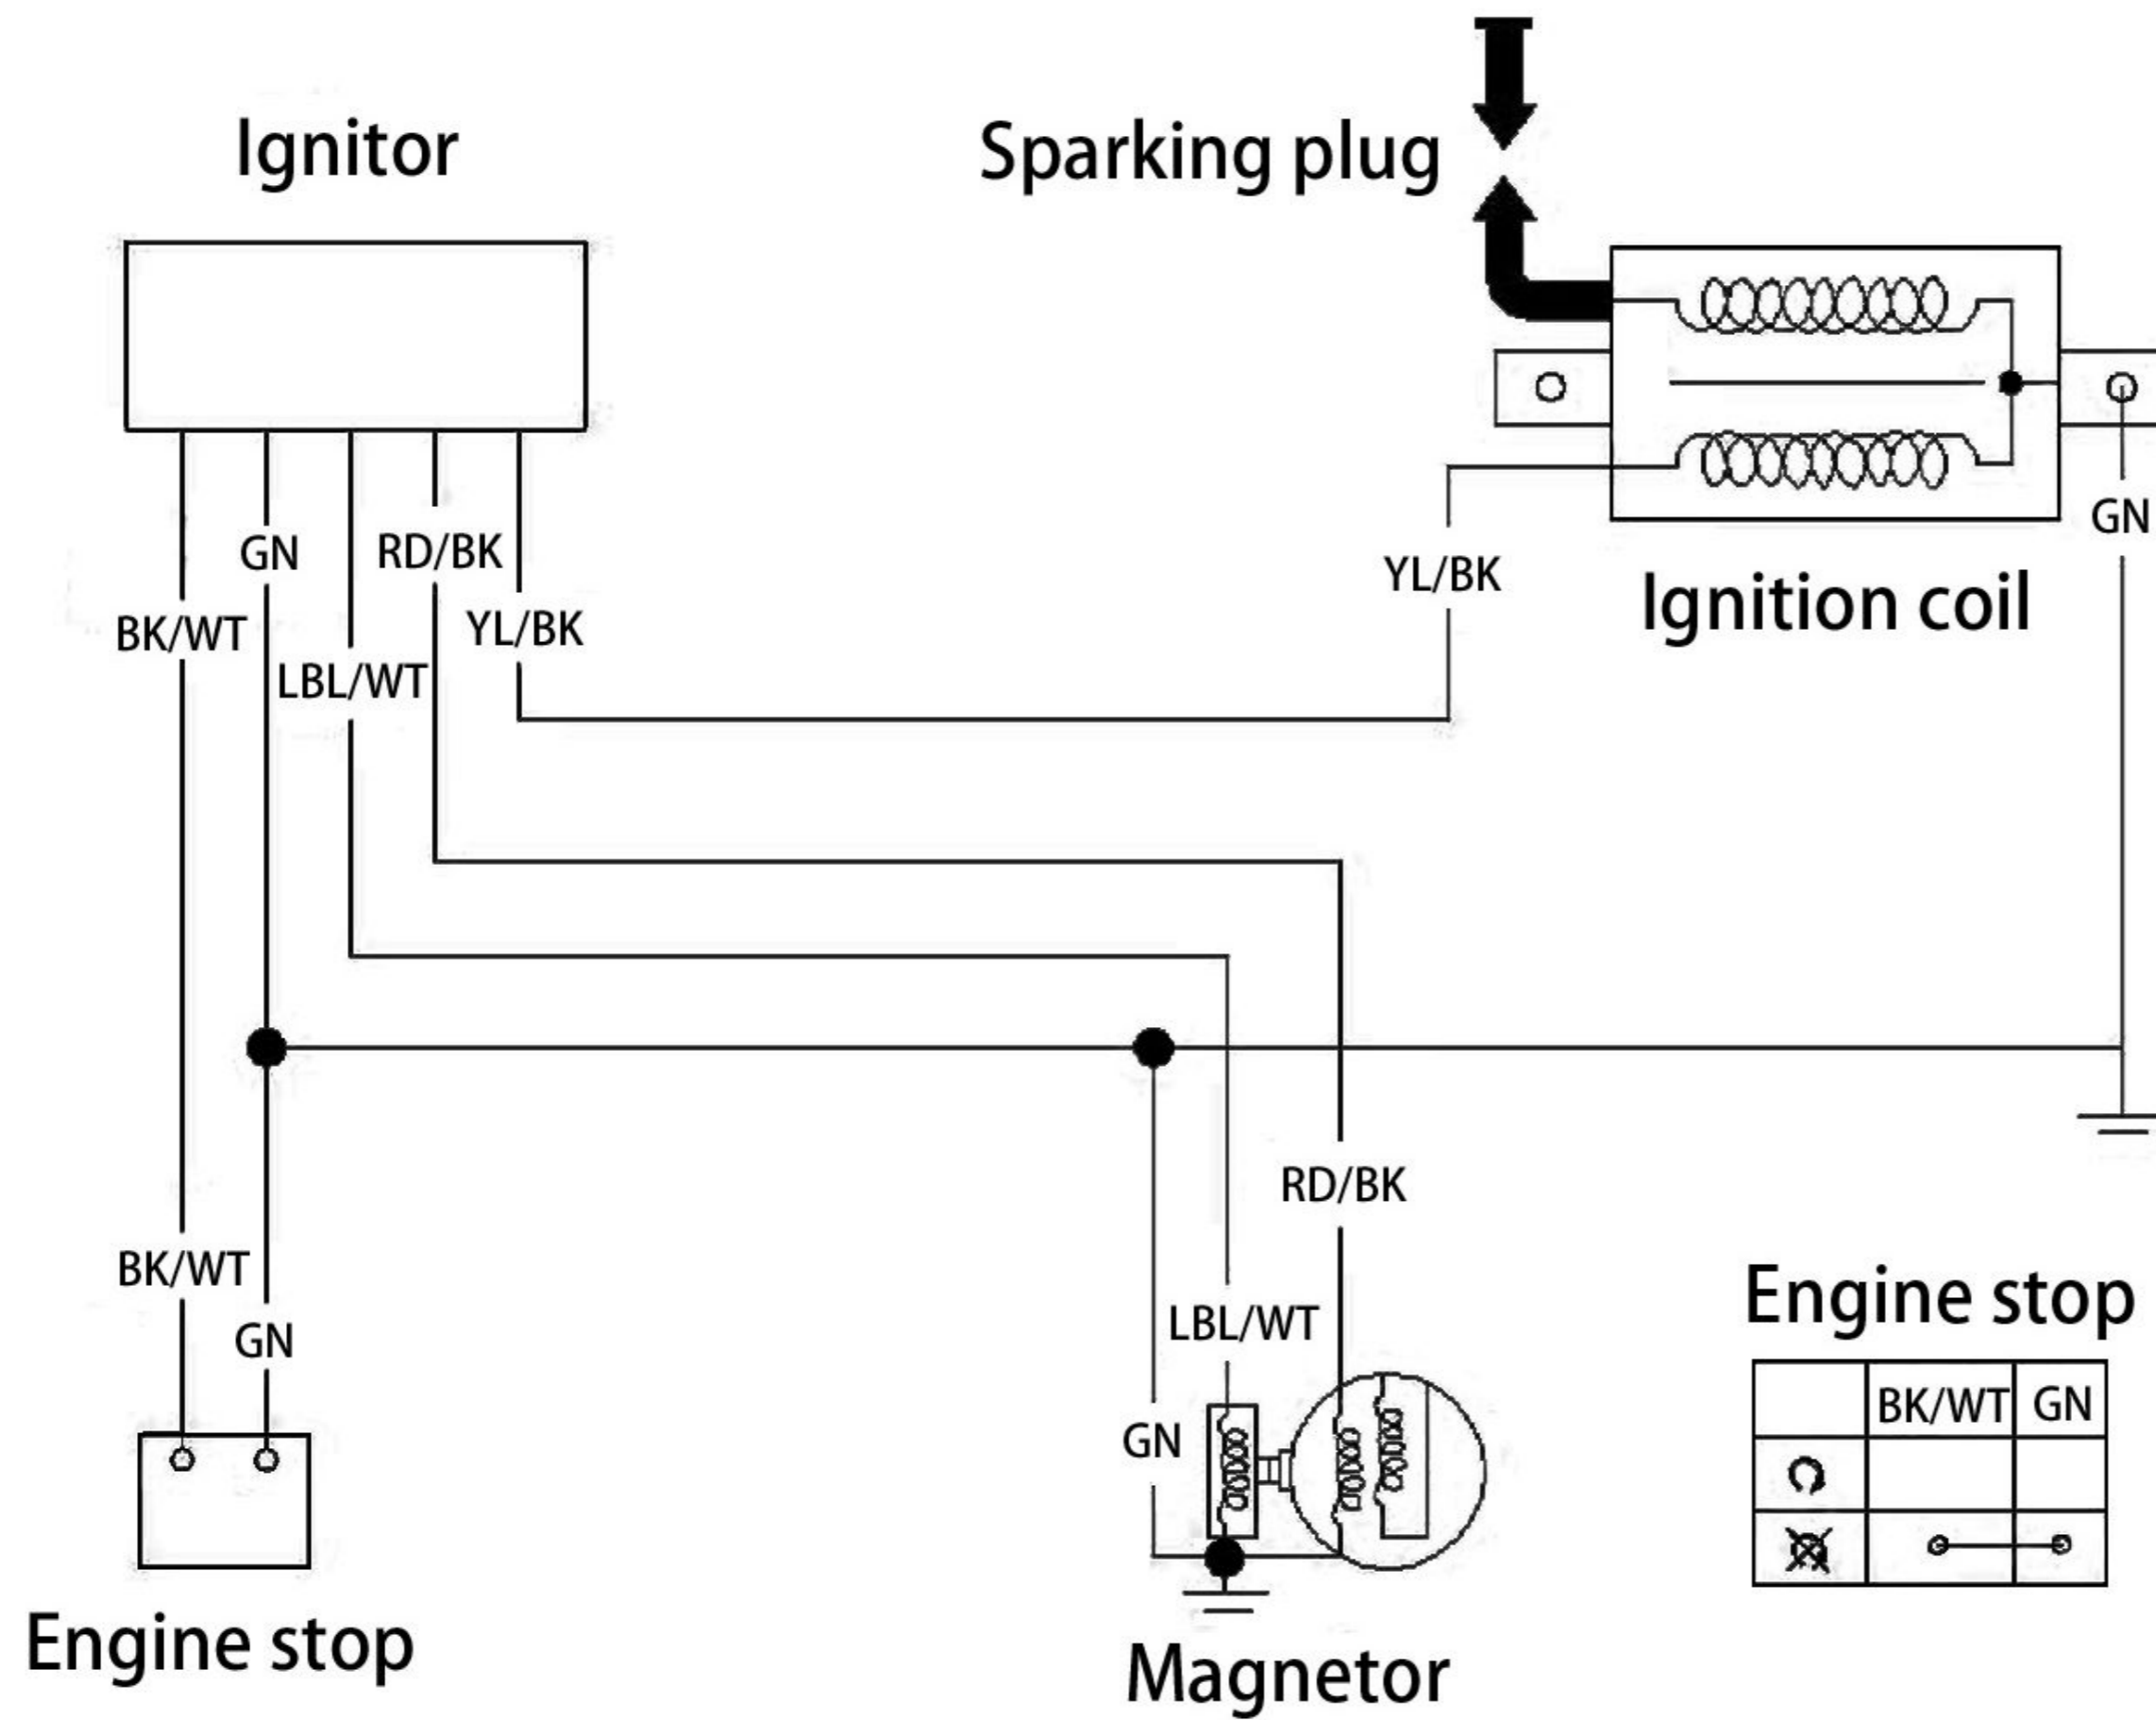 Ignitor
Sparking plug
GN
RD/BK
BK/WT
YL/BK
LBL/WT
YL/BK
GN
Ignition coil
RD/BK
BK/WT
GN
LBL/WT
GN
Engine stop
BK/WT GN
Engine stop
Magnetor